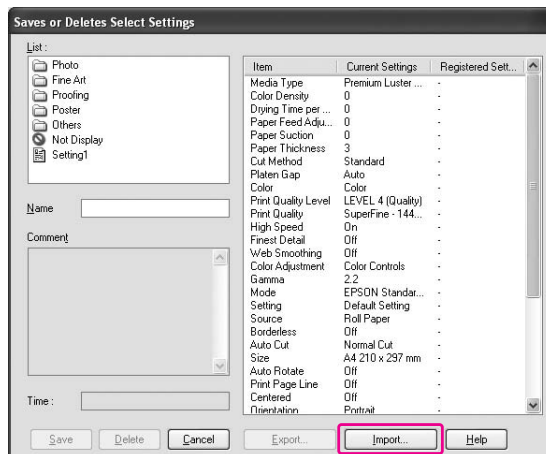 Saves or Deletes Select Settings
List :
Photo
Fine Art
Proofing
Poster
Others
Not Display
Setting1
Name
Comment
Time :
Item Current Settings Registered Sett...
Media Type Premium Luster ... -
Color Density 0 -
Drying Time per ... 0 -
Paper Feed Adju... 0 -
Paper Suction 0 -
Paper Thickness 3 -
Cut Method Standard -
Platen Gap Auto -
Color Color -
Print Quality Level LEVEL 4 (Quality) -
Print Quality SuperFine - 144... -
High Speed On -
Finest Detail Off -
Web Smoothing Off -
Color Adjustment Color Controls -
Gamma 2.2 -
Mode EPSON Standar... -
Setting Default Setting -
Source Roll Paper -
Borderless Off -
Auto Cut Normal Cut -
Size A4 210 x 297 mm -
Auto Rotate Off -
Print Page Line Off -
Centered Off -
Orientation Portrait -
Save Delete Cancel Export... Import... Help